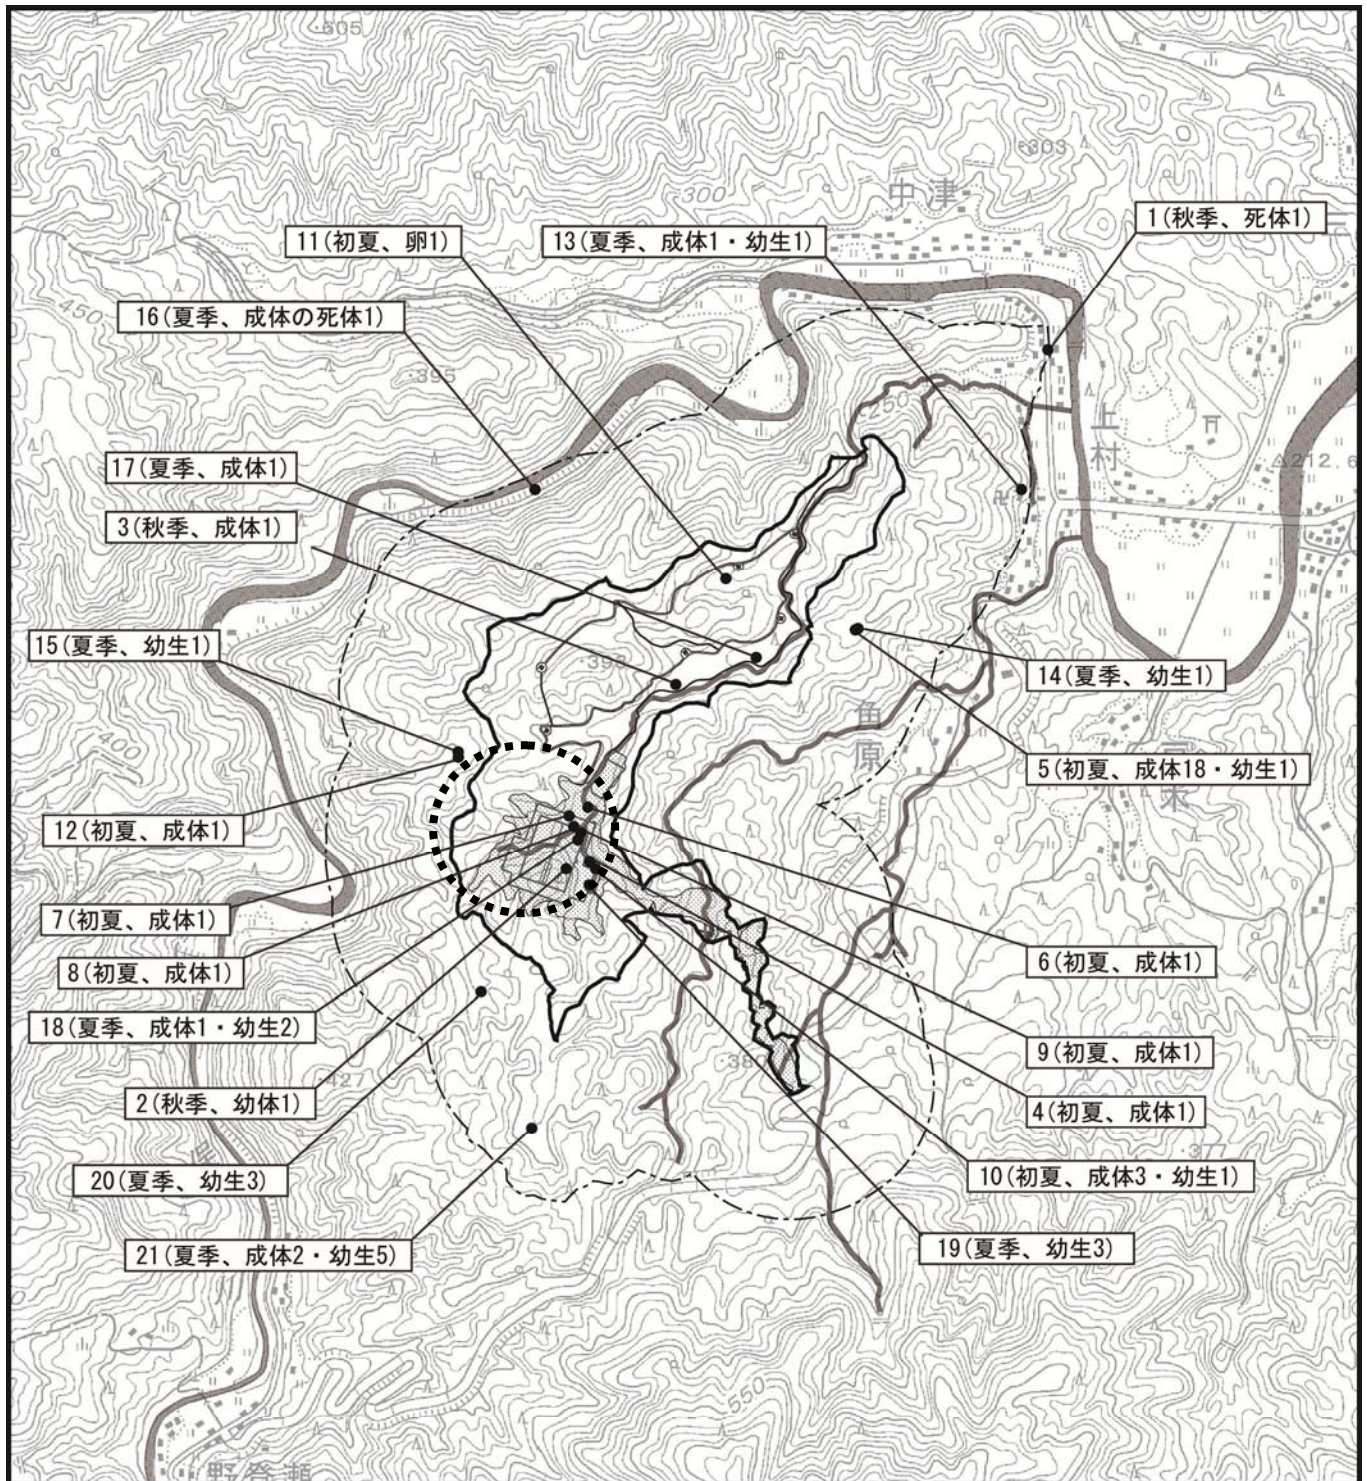 605
303
中津
300
1(秋季、死体1)
11(初夏、卵1)
13(夏季、成体1・幼生1)
450
16(夏季、成体の死体1)
395
250
上村
212.6
17(夏季、成体1)
3(秋季、成体1)
15(夏季、幼生1)
14(夏季、幼生1)
魚原
5(初夏、成体18・幼生1)
400
12(初夏、成体1)
7(初夏、成体1)
6(初夏、成体1)
8(初夏、成体1)
18(夏季、成体1・幼生2)
9(初夏、成体1)
427
2(秋季、幼体1)
4(初夏、成体1)
20(夏季、幼生3)
10(初夏、成体3・幼生1)
21(夏季、成体2・幼生5)
19(夏季、幼生3)
川
550
野登瀬